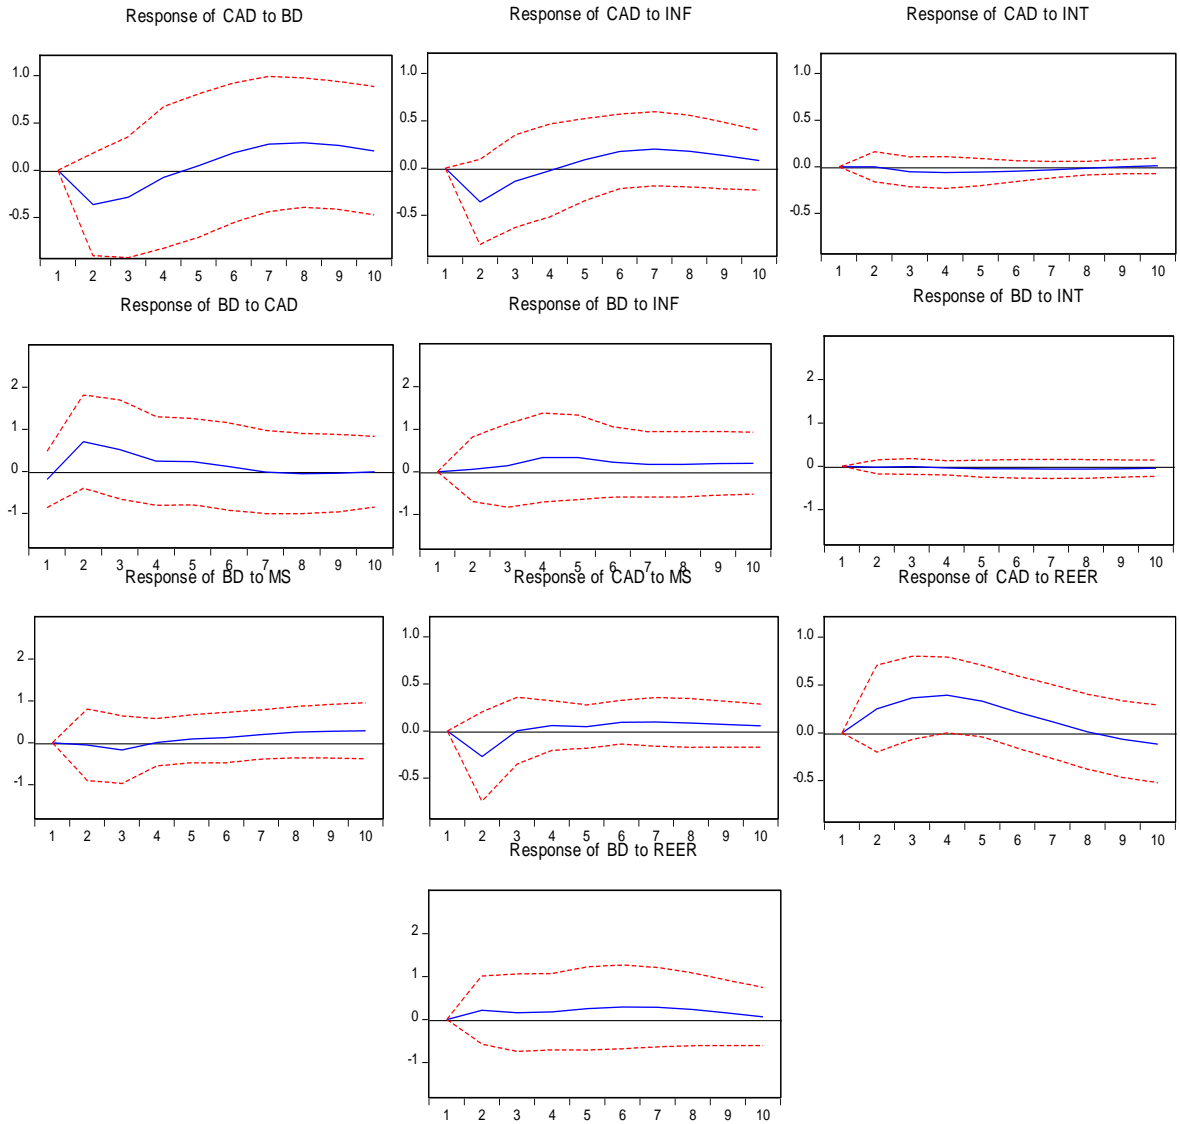 Response of CAD to BD
Response of CAD to INF
Response of CAD to INT
1.0
0.5
0.0
-0.5
1 2 3 4 5 6 7 8 9 10
1.0
0.5
0.0
-0.5
1 2 3 4 5 6 7 8 9 10
1.0
0.5
0.0
-0.5
1 2 3 4 5 6 7 8 9 10
Response of BD to CAD
Response of BD to INF
Response of BD to INT
2
1
0
-1
1 2 3 4 5 6 7 8 9 10
2
1
0
-1
1 2 3 4 5 6 7 8 9 10
2
1
0
-1
1 2 3 4 5 6 7 8 9 10
Response of BD to MS
Response of CAD to MS
Response of CAD to REER
2
1
0
-1
1 2 3 4 5 6 7 8 9 10
1.0
0.5
0.0
-0.5
1 2 3 4 5 6 7 8 9 10
1.0
0.5
0.0
-0.5
1 2 3 4 5 6 7 8 9 10
Response of BD to REER
2
1
0
-1
1 2 3 4 5 6 7 8 9 10